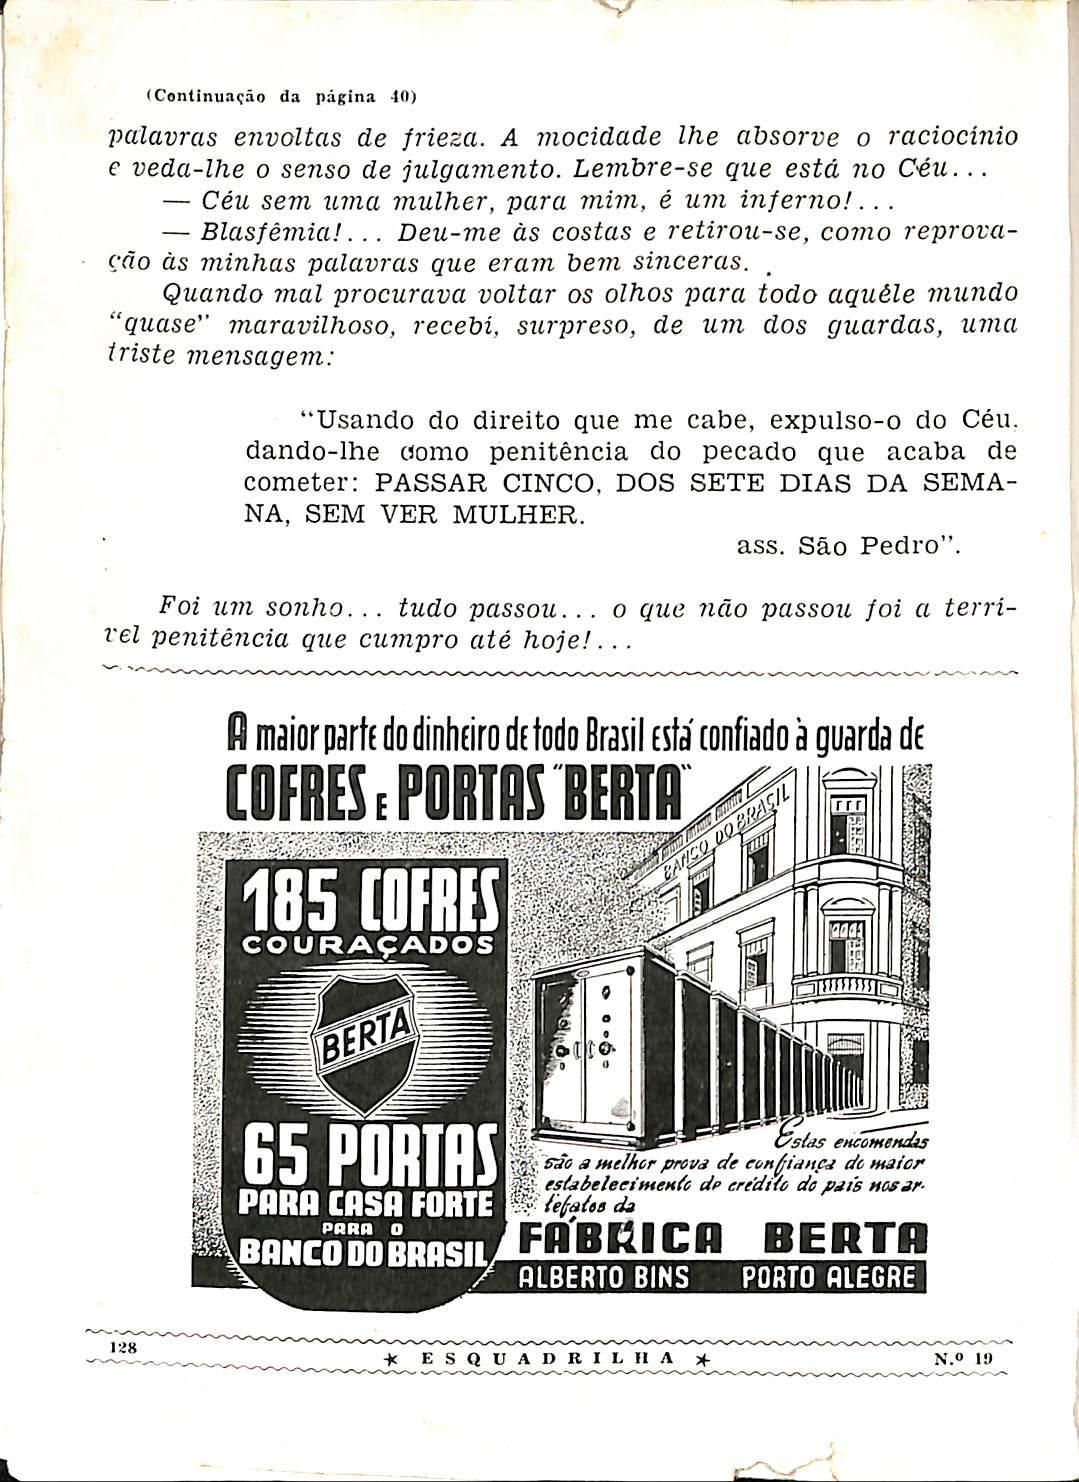 (Continuação da página 40)
palavras envoltas de frieza. A mocidade lhe absorve o raciocínio
e veda-lhe o senso de julgamento. Lembre-se que está no Céu...
— Céu sem uma mulher, para mim, é um inferno!...
— Blasfêmia!... Deu-me às costas e retirou-se, como reprova-
ção às minhas palavras que eram bem sinceras.
Quando mal procurava voltar os olhos para todo aquêle mundo
"quase" maravilhoso, recebi, surpreso, de um dos guardas, uma
triste mensagem:
"Usando do direito que me cabe, expulso-o do Céu.
dando-lhe como penitência do pecado que acaba de
cometer: PASSAR CINCO, DOS SETE DIAS DA SEMA-
NA, SEM VER MULHER.
ass. São Pedro".
Foi um sonho... tudo passou... o que não passou foi a terrí-
vel penitência que cumpro até hoje!...
A maior parte do dinheiro de todo Brasil está confiado à guarda de
COFRES E PORTAS "BERTA"
BANCO DO BRASIL
185 COFRES
COURAÇADOS
BERTA
65 PORTAS
PARA CASA FORTE
PARA O
BANCO DO BRASIL
Estas encomendas
são a melhor prova de confiança do maior
estabelecimento de crédito do país nos ar-
tefatos da
FÁBRICA BERTA
ALBERTO BINS PORTO ALEGRE
128
* ESQUADRILHA *
N.º 19